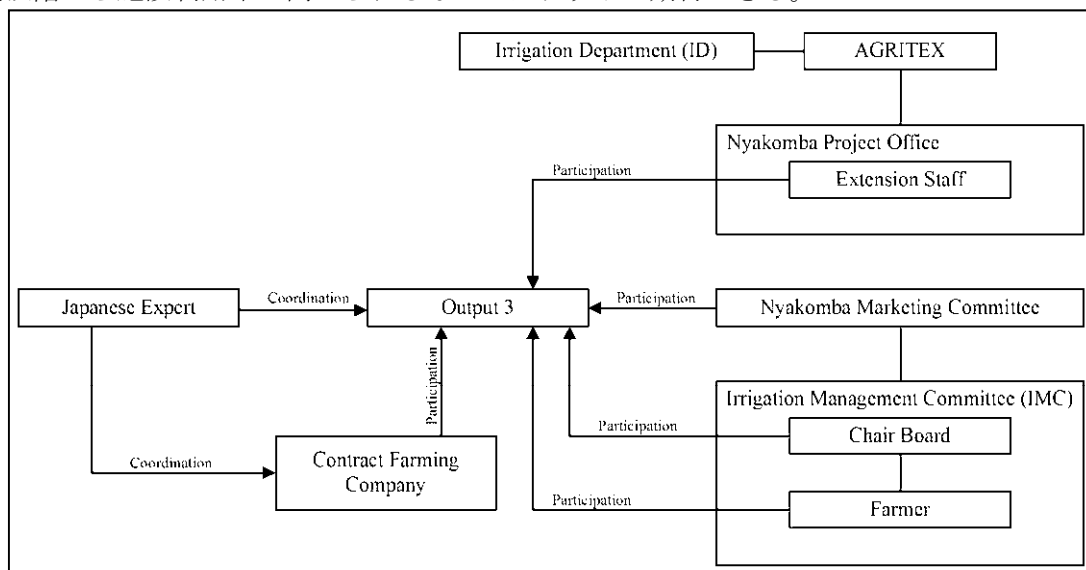 Irrigation Department (ID)
AGRITEX
Nyakomba Project Office
Participation
Extension Staff
Japanese Expert
Coordination
Output 3
Participation
Nyakomba Marketing Committee
Participation
Irrigation Management Committee (IMC)
Participation
Chair Board
Coordination
Contract Farming
Company
Participation
Farmer